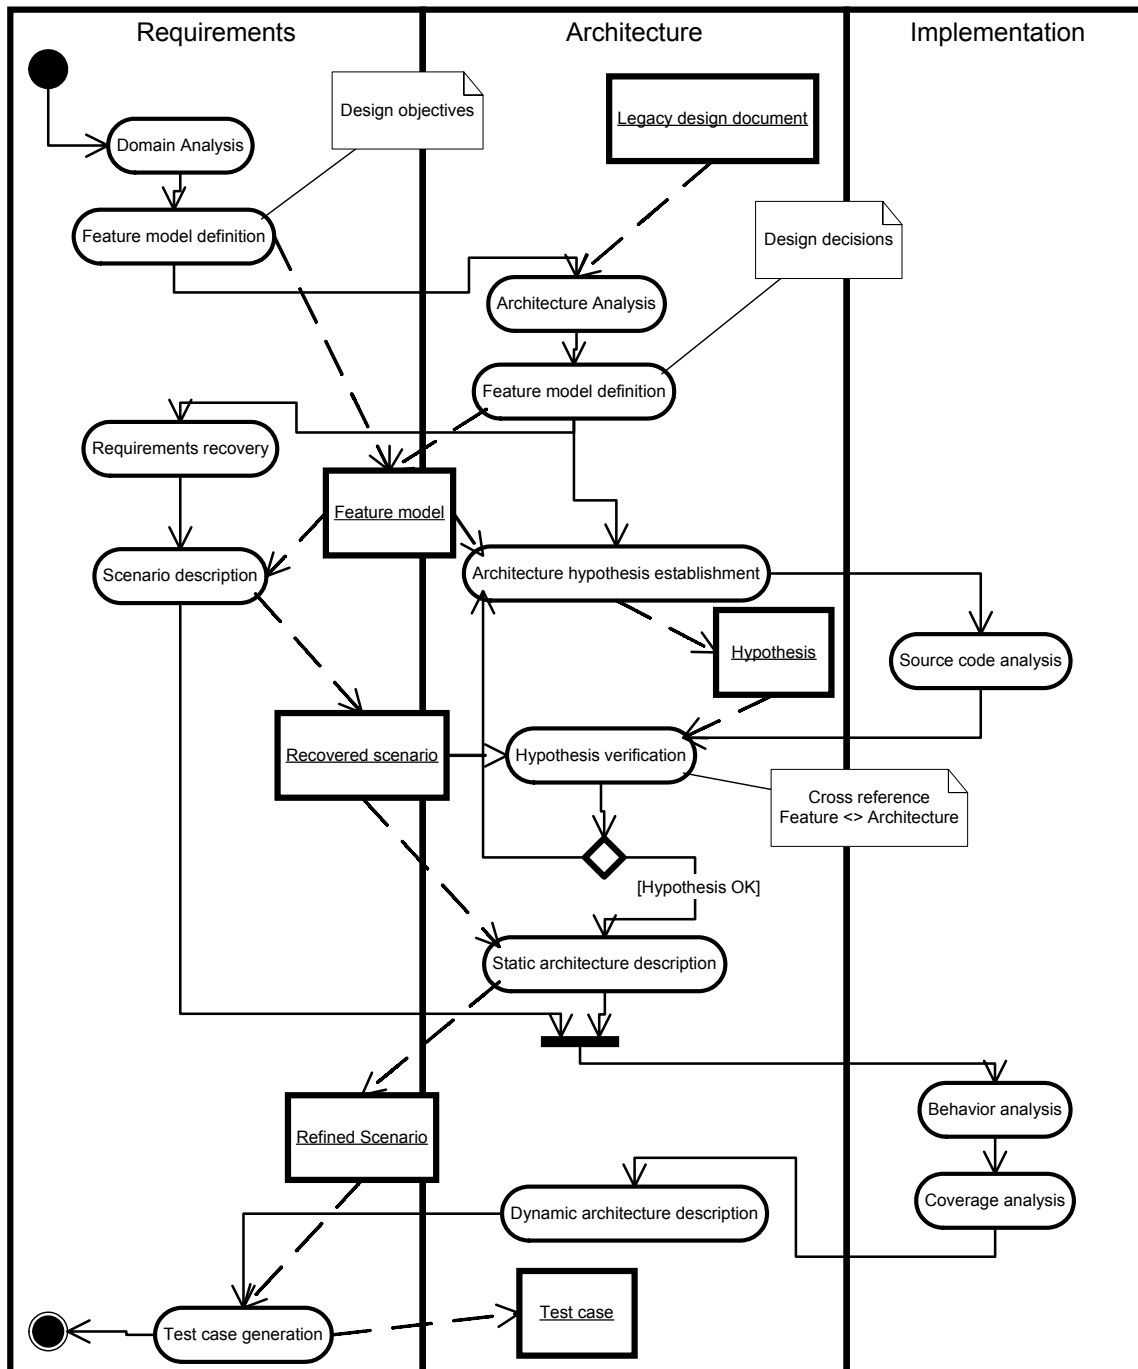 Requirements
Architecture
Implementation
Design objectives
Legacy design document
Domain Analysis
Feature model definition
Design decisions
Architecture Analysis
Feature model definition
Requirements recovery
Feature model
Scenario description
Architecture hypothesis establishment
Hypothesis
Source code analysis
Recovered scenario
Hypothesis verification
Cross reference
Feature <> Architecture
[Hypothesis OK]
Static architecture description
Behavior analysis
Refined Scenario
Coverage analysis
Dynamic architecture description
Test case
Test case generation